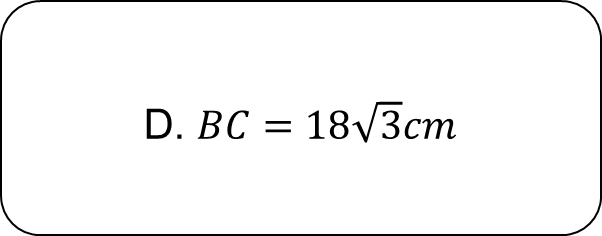 D. BC = 18√3cm